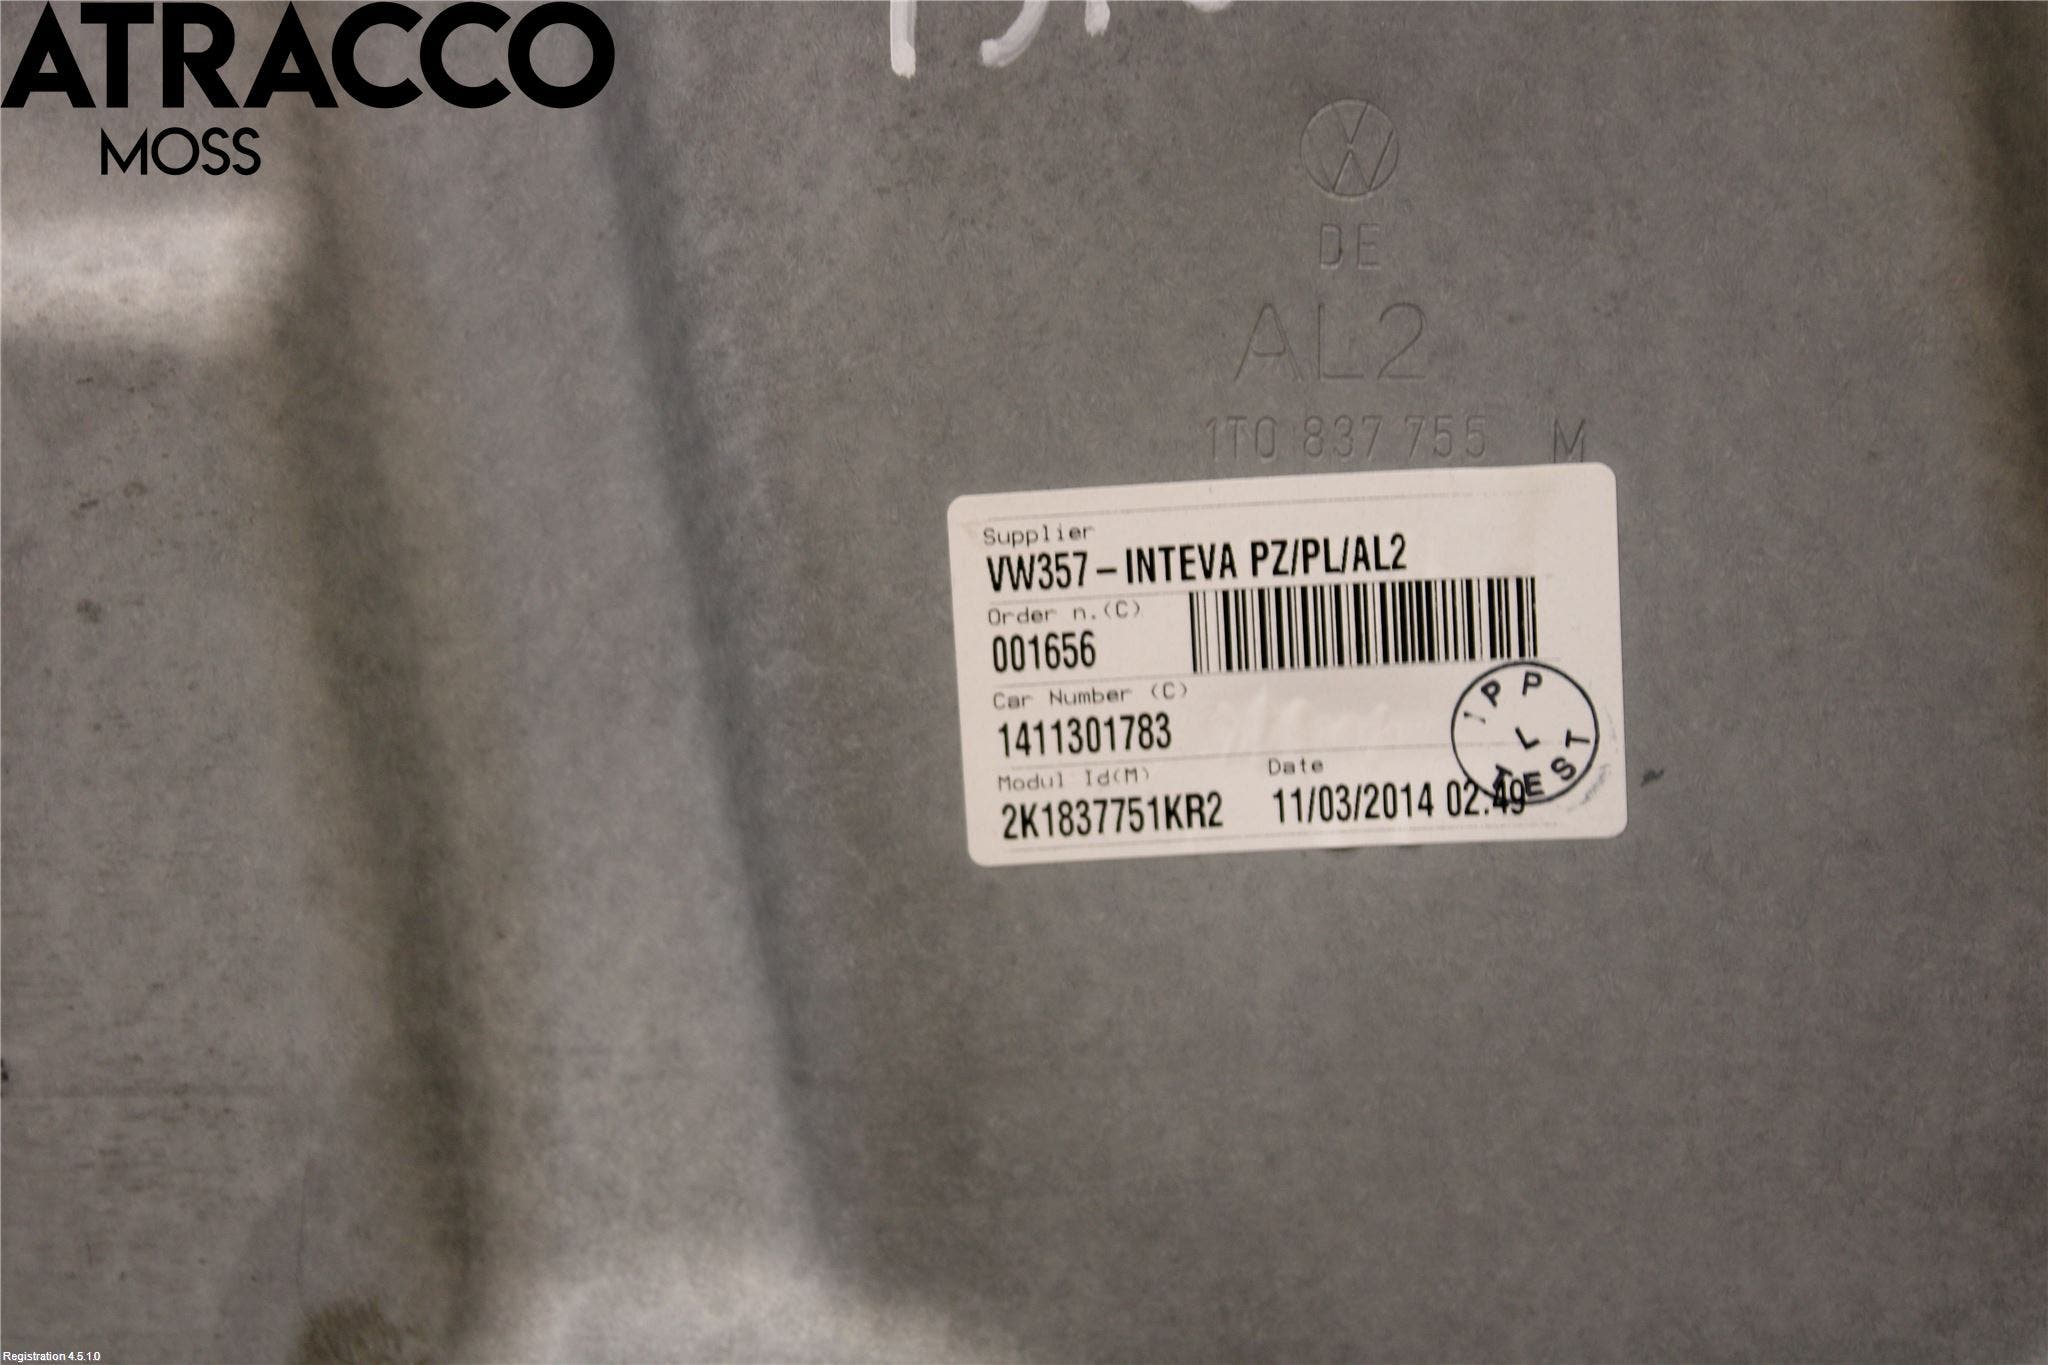 ATRACCO
MOSS
DE
AL2
1T0 837 755 M
Supplier
VW357-INTEVA PZ/PL/AL2
Order n.(C)
001656
Car Number (C)
1411301783
Modul Id(M)
2K1837751KR2
Date
11/03/2014 02.49
PP
L
TEST
Registration 4.5.1.0